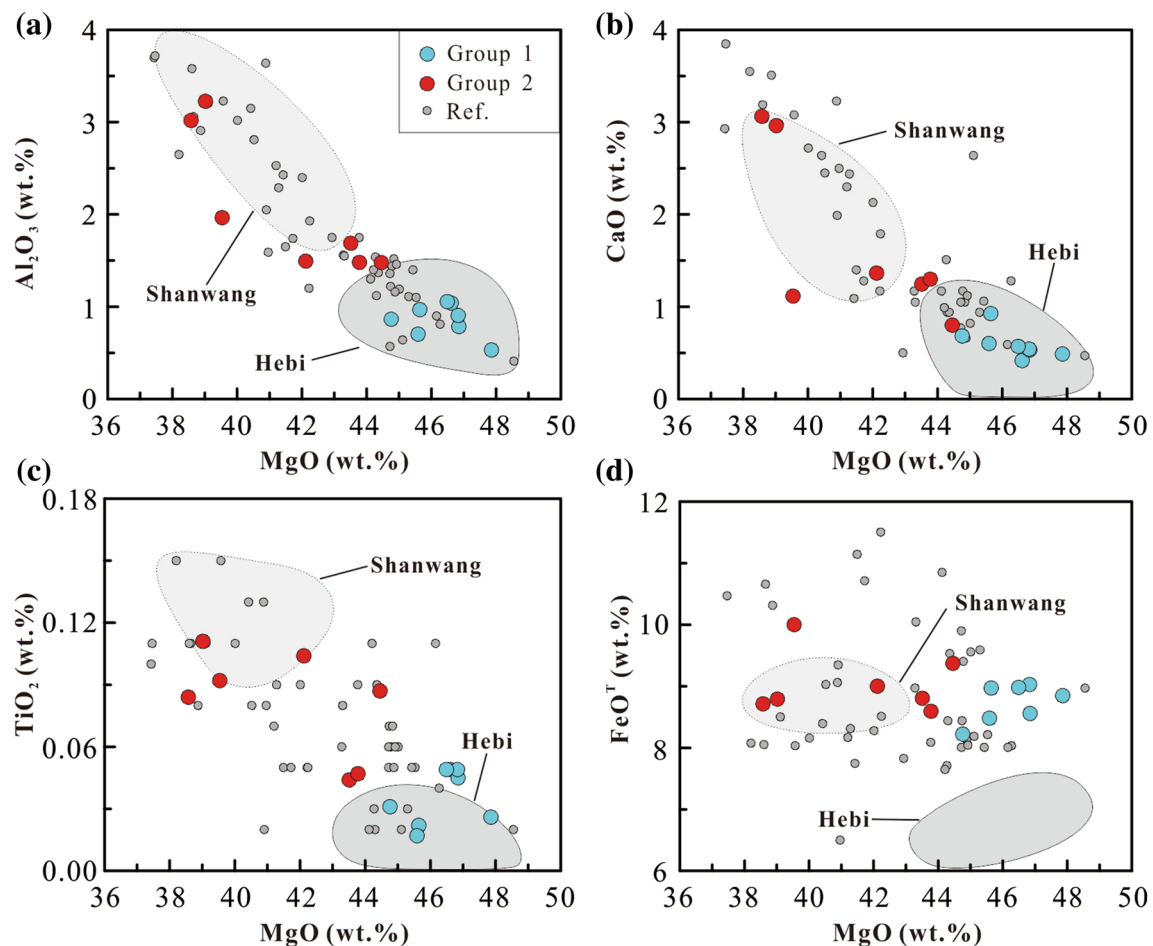 (a)
4
3
2
1
0
Al₂O₃ (wt.%)
36 38 40 42 44 46 48 50
MgO (wt.%)
Group 1
Group 2
Ref.
Shanwang
Hebi
(b)
4
3
2
1
0
CaO (wt.%)
36 38 40 42 44 46 48 50
MgO (wt.%)
Shanwang
Hebi
(c)
0.18
0.12
0.06
0.00
TiO₂ (wt.%)
36 38 40 42 44 46 48 50
MgO (wt.%)
Shanwang
Hebi
(d)
12
10
8
6
FeOᵀ (wt.%)
36 38 40 42 44 46 48 50
MgO (wt.%)
Shanwang
Hebi